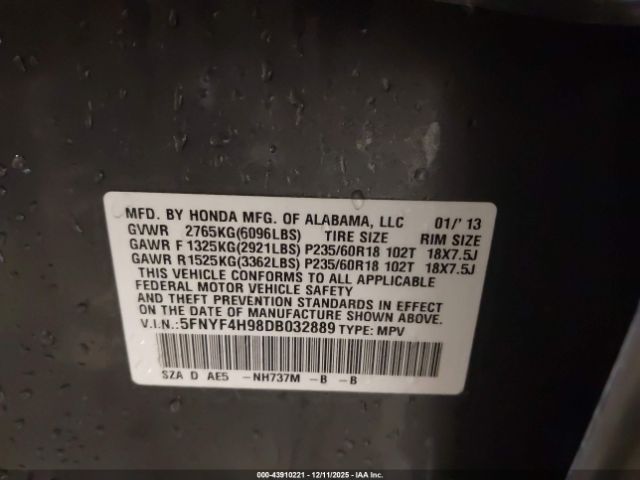 MFD. BY HONDA MFG. OF ALABAMA, LLC 01/'13
GVWR 2765KG(6096LBS) TIRE SIZE RIM SIZE
GAWR F 1325KG(2921LBS) P235/60R18 102T 18X7.5J
GAWR R 1525KG(3362LBS) P235/60R18 102T 18X7.5J
THIS VEHICLE CONFORMS TO ALL APPLICABLE
FEDERAL MOTOR VEHICLE SAFETY
AND THEFT PREVENTION STANDARDS IN EFFECT
ON THE DATE OF MANUFACTURE SHOWN ABOVE.
V.I.N.:5FNYF4H98DB032889 TYPE: MPV
SZA D AE5 -NH737M -B -B
000-43910221 - 12/11/2025 - IAA Inc.